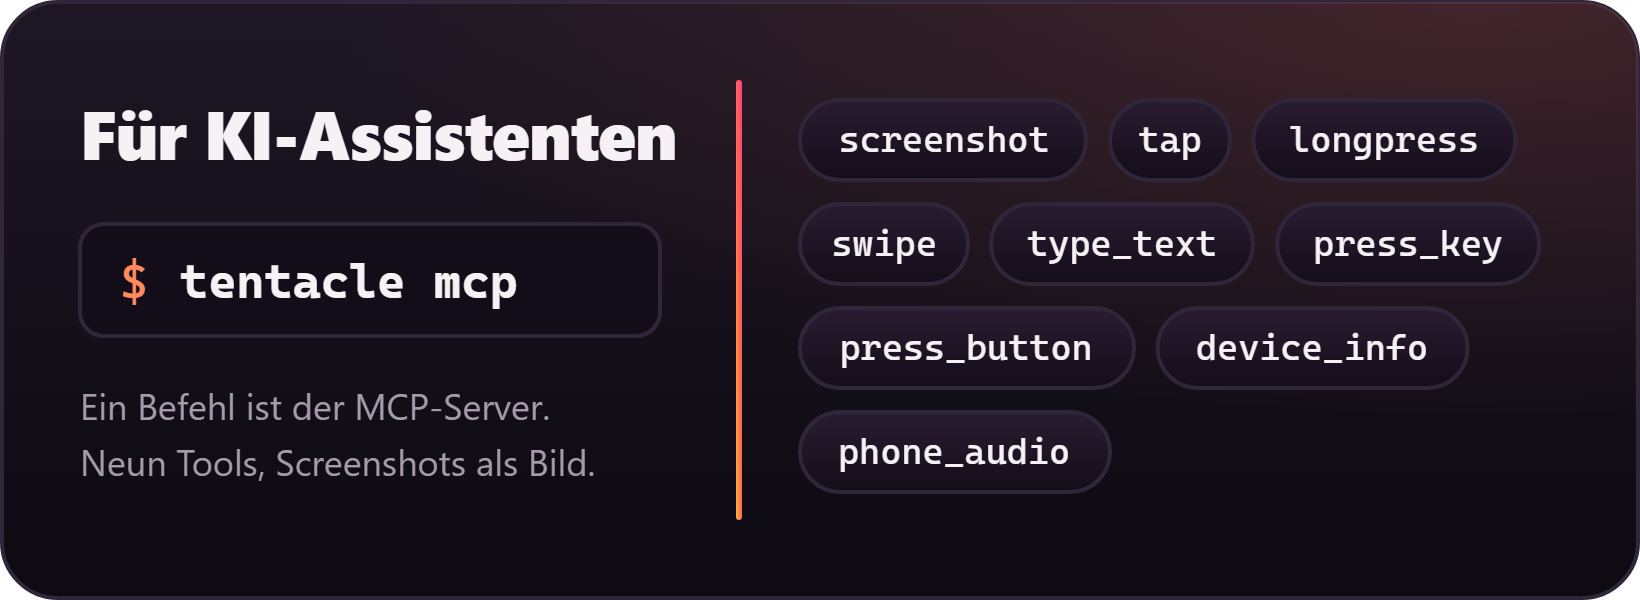 Für KI-Assistenten
$ tentacle mcp
Ein Befehl ist der MCP-Server.
Neun Tools, Screenshots als Bild.
screenshot tap longpress
swipe type_text press_key
press_button device_info
phone_audio